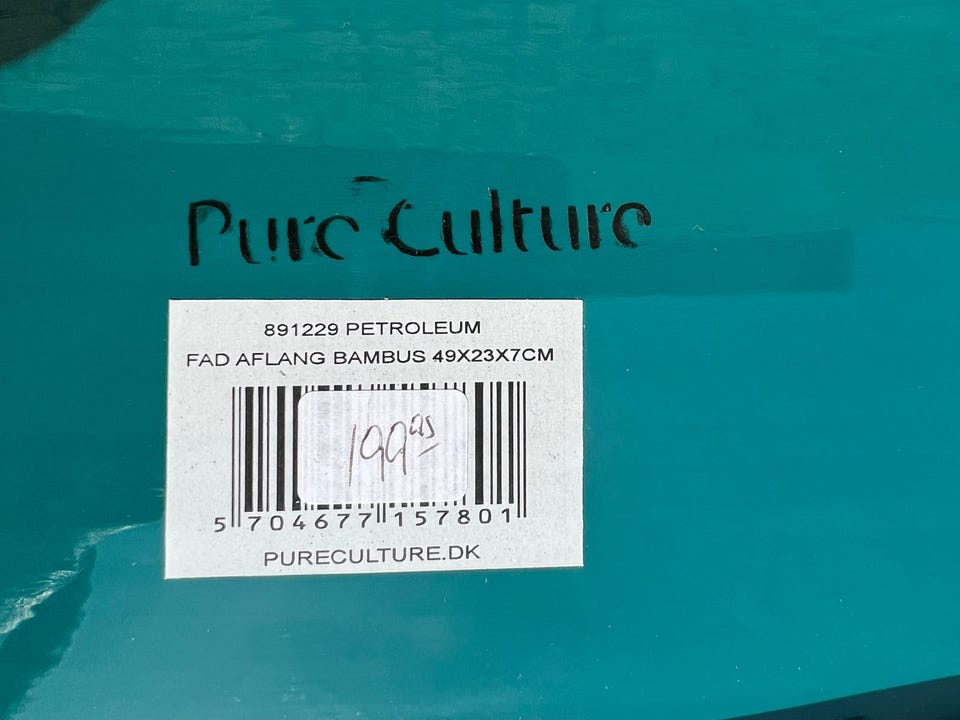 Pure Culture
891229 PETROLEUM
FAD AFLANG BAMBUS 49X23X7CM
199.95
5 704677 157801
PURECULTURE.DK